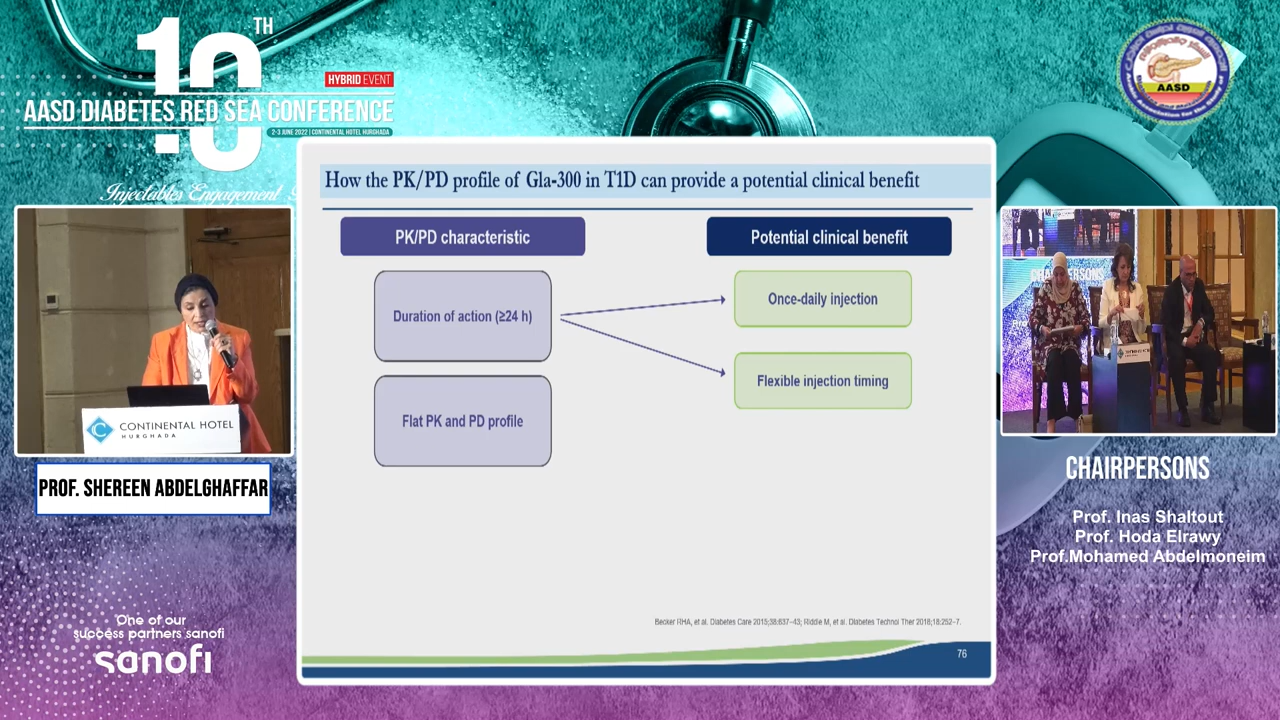 10TH
HYBRID EVENT
AASD DIABETES RED SEA CONFERENCE
2-3 JUNE 2022 | CONTINENTAL HOTEL HURGHADA
Injectables Engagement
AASD
How the PK/PD profile of Gla-300 in T1D can provide a potential clinical benefit
PK/PD characteristic
Potential clinical benefit
Duration of action (≥24 h)
Once-daily injection
Flexible injection timing
Flat PK and PD profile
Becker RHA, et al. Diabetes Care 2015;38:637–43; Riddle M, et al. Diabetes Technol Ther 2016;18:252–7.
76
CONTINENTAL HOTEL
HURGHADA
PROF. SHEREEN ABDELGHAFFAR
One of our
success partners sanofi
sanofi
CHAIRPERSONS
CHAIRPERSONS
Prof. Inas Shaltout
Prof. Hoda Elrawy
Prof.Mohamed Abdelmoneim